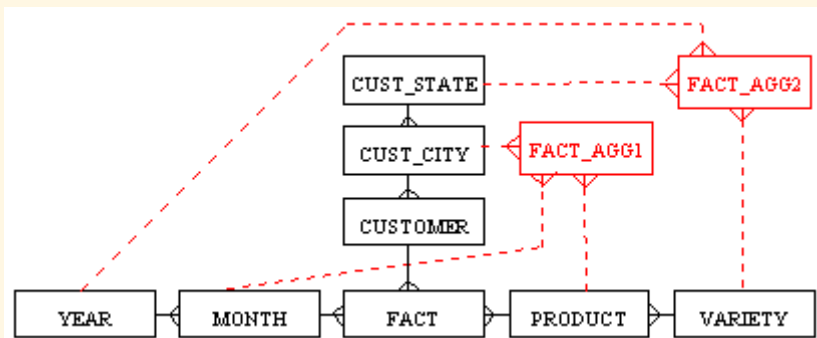 CUST_STATE
FACT_AGG2
CUST_CITY
FACT_AGG1
CUSTOMER
YEAR
MONTH
FACT
PRODUCT
VARIETY